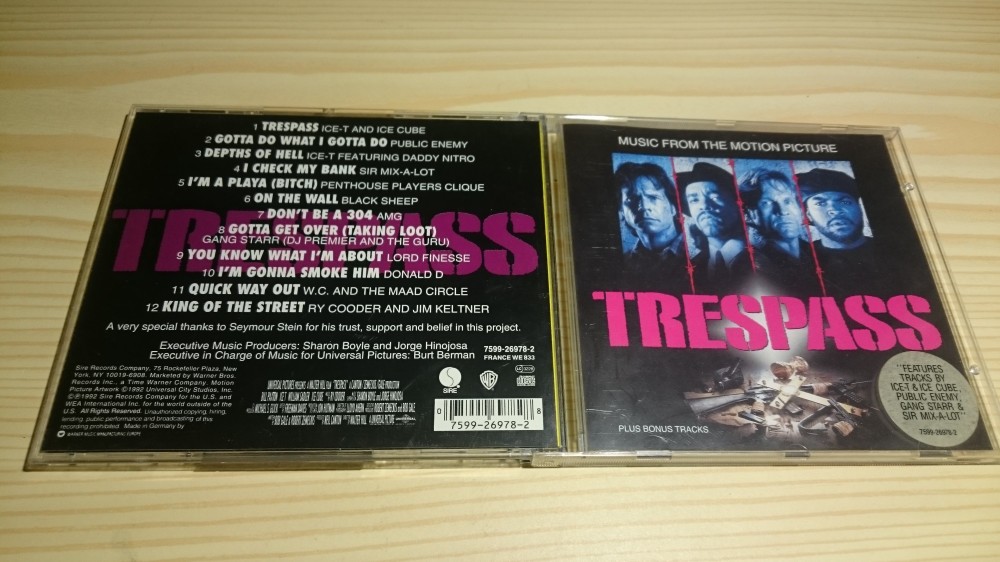 1 TRESPASS ICE-T AND ICE CUBE
2 GOTTA DO WHAT I GOTTA DO PUBLIC ENEMY
3 DEPTHS OF HELL ICE-T FEATURING DADDY NITRO
4 I CHECK MY BANK SIR MIX-A-LOT
5 I'M A PLAYA (BITCH) PENTHOUSE PLAYERS CLIQUE
6 ON THE WALL BLACK SHEEP
7 DON'T BE A 304 AMG
8 GOTTA GET OVER (TAKING LOOT)
GANG STARR (DJ PREMIER AND THE GURU)
9 YOU KNOW WHAT I'M ABOUT LORD FINESSE
10 I'M GONNA SMOKE HIM DONALD D
11 QUICK WAY OUT W.C. AND THE MAAD CIRCLE
12 KING OF THE STREET RY COODER AND JIM KELTNER
TRESPASS
A very special thanks to Seymour Stein for his trust, support and belief in this project.
Executive Music Producers: Sharon Boyle and Jorge Hinojosa
Executive in Charge of Music for Universal Pictures: Burt Berman
7599-26978-2
FRANCE WE 833
Sire Records Company, 75 Rockefeller Plaza, New
York, NY 10019-6908. Marketed by Warner Bros.
Records Inc., a Time Warner Company. Motion
Picture Artwork ©1992 Universal City Studios, Inc.
©℗1992 Sire Records Company for the U.S. and
WEA International Inc. for the world outside of the
U.S. All Rights Reserved. Unauthorized copying, hiring,
lending, public performance and broadcasting of this
recording prohibited. Made in Germany by
WARNER MUSIC MANUFACTURING EUROPE
SIRE
WB
0
8
7599-26978-2
MUSIC FROM THE MOTION PICTURE
TRESPASS
PLUS BONUS TRACKS
"FEATURES
TRACKS BY
ICE-T & ICE CUBE,
PUBLIC ENEMY,
GANG STARR &
SIR MIX-A-LOT"
7599-26978-2